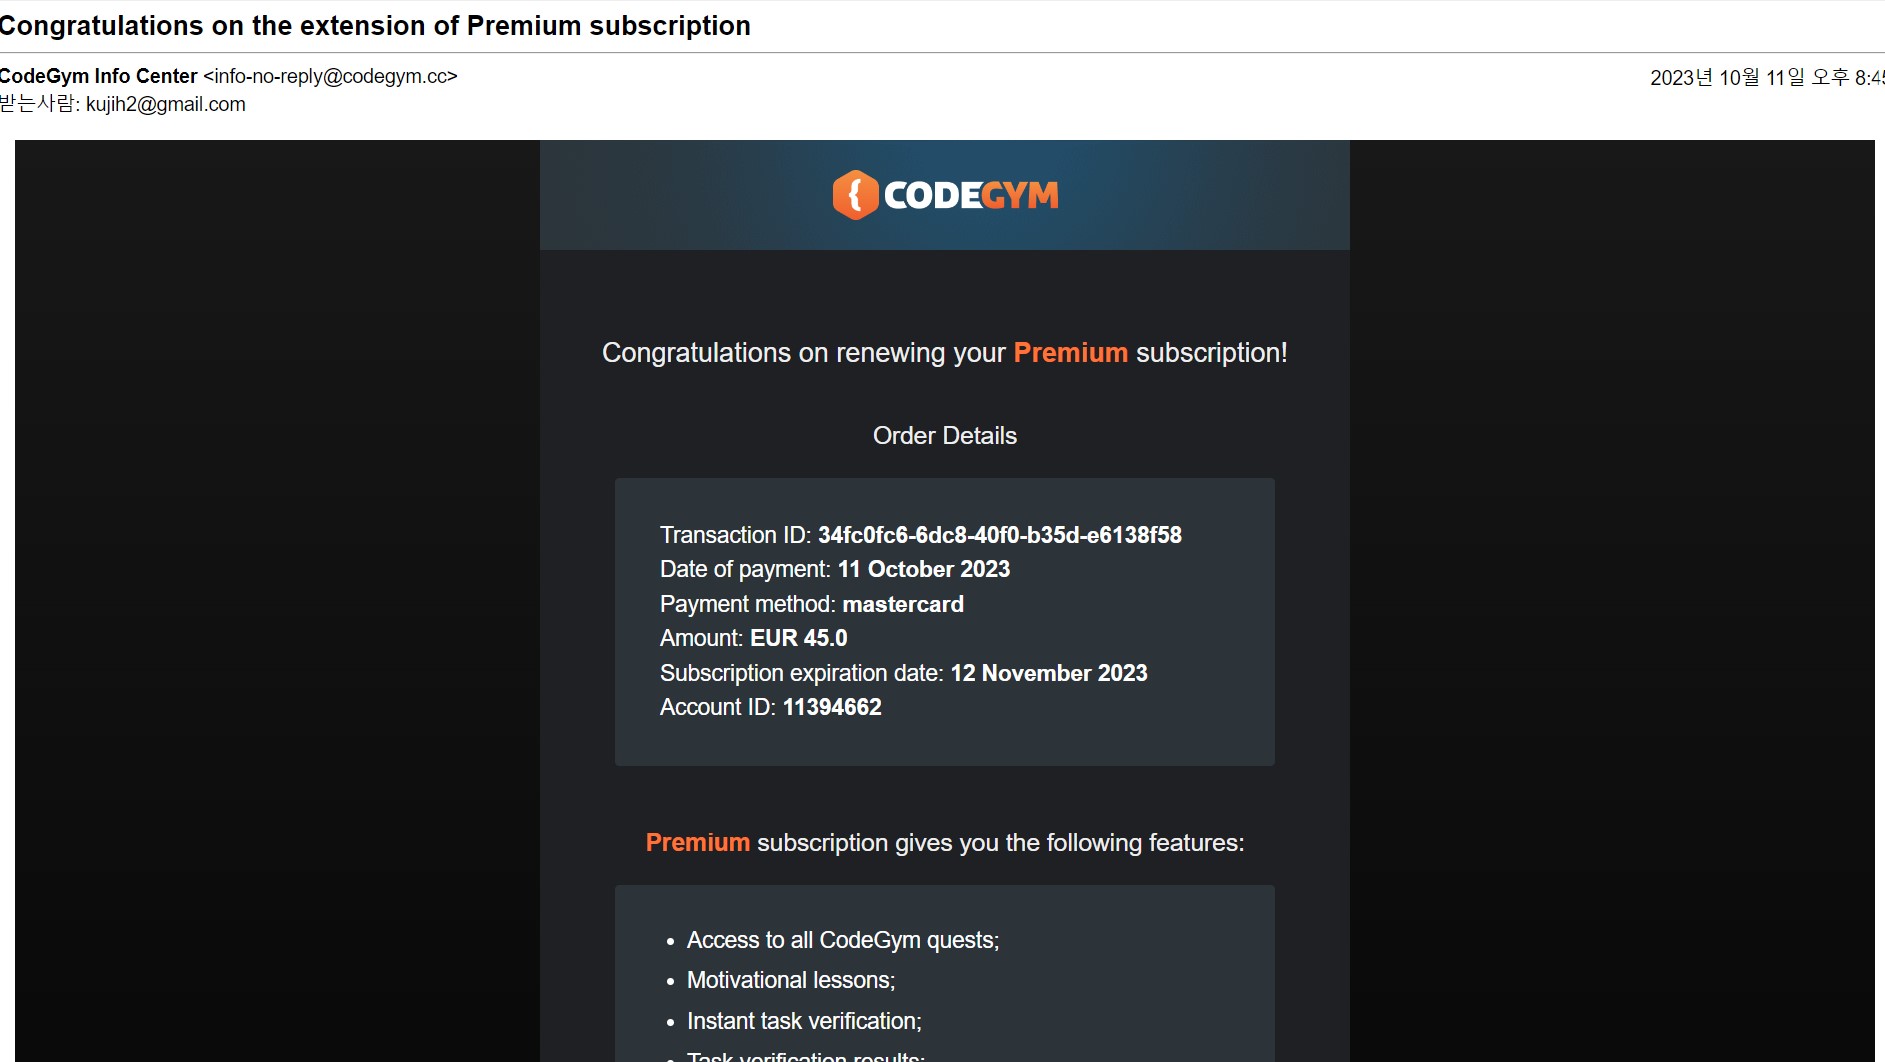 Congratulations on the extension of Premium subscription
CodeGym Info Center <info-no-reply@codegym.cc>
2023년 10월 11일 오후 8:45
받는사람: kujih2@gmail.com
CODEGYM
Congratulations on renewing your Premium subscription!
Order Details
Transaction ID: 34fc0fc6-6dc8-40f0-b35d-e6138f58
Date of payment: 11 October 2023
Payment method: mastercard
Amount: EUR 45.0
Subscription expiration date: 12 November 2023
Account ID: 11394662
Premium subscription gives you the following features:
• Access to all CodeGym quests;
• Motivational lessons;
• Instant task verification;
• Task verification results;